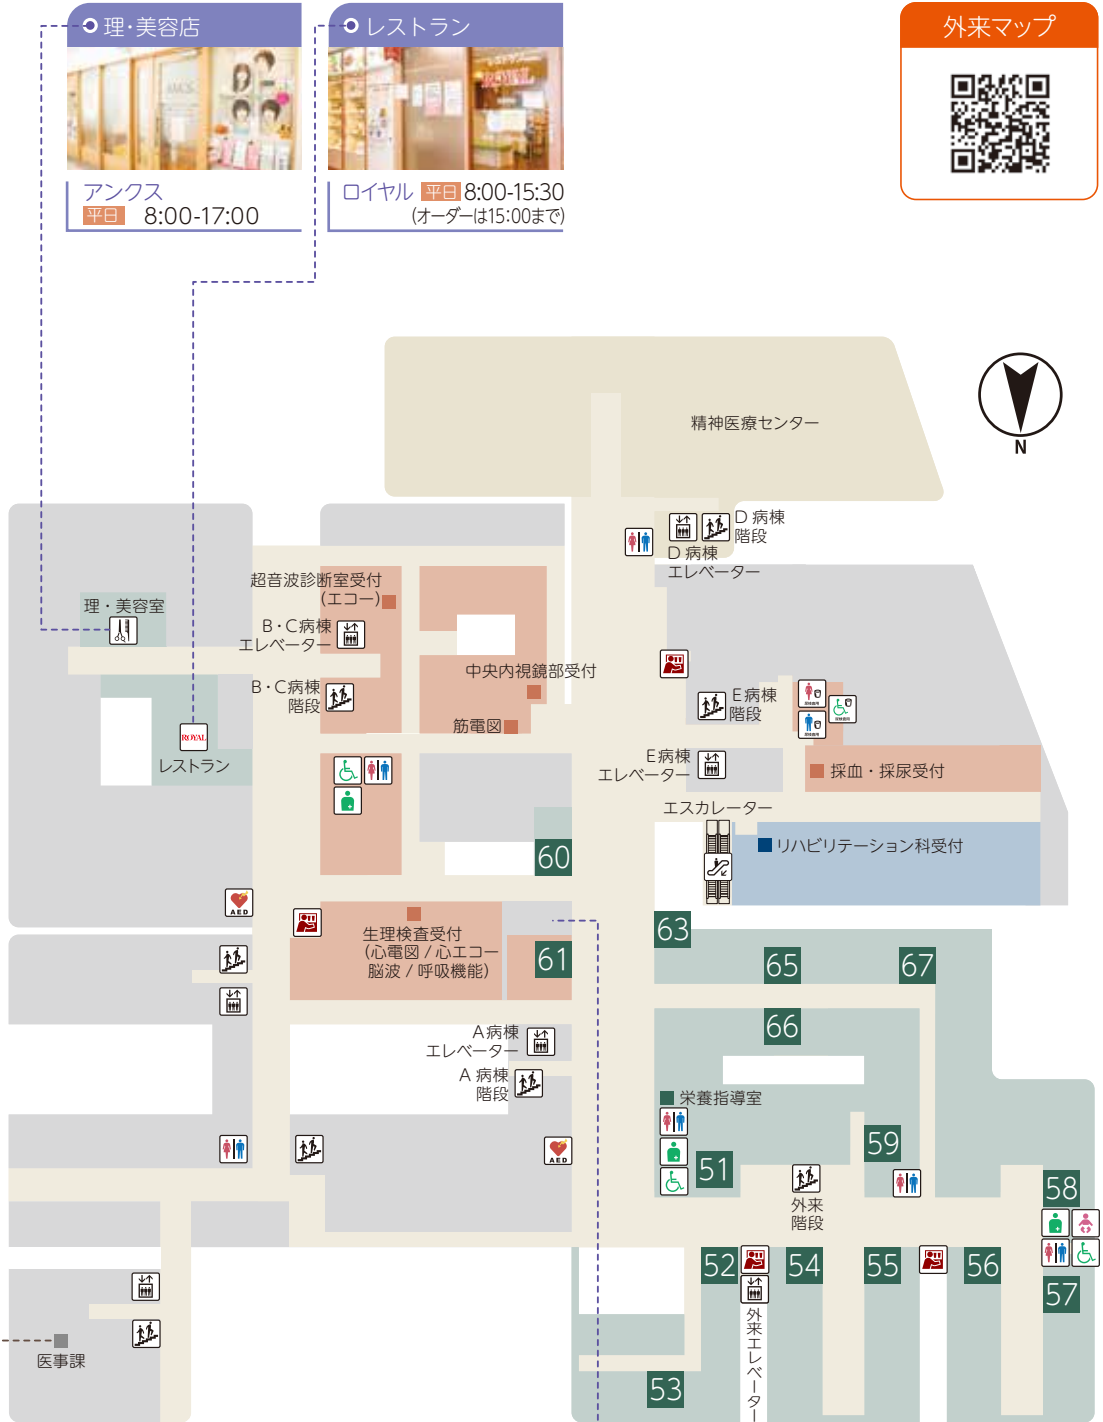 理・美容店
レストラン
外来マップ
レストラン
ROYAL
アンクス
平日 8:00-17:00
ロイヤル 平日 8:00-15:30
(オーダーは15:00まで)
N
精神医療センター
D 病棟
階段
D 病棟
エレベーター
超音波診断室受付
(エコー)
理・美容室
B・C病棟
エレベーター
中央内視鏡部受付
B・C病棟
階段
E病棟
階段
筋電図
ROYAL
レストラン
E病棟
エレベーター
採血・採尿受付
エスカレーター
リハビリテーション科受付
60
AED
生理検査受付
(心電図 / 心エコー
脳波 / 呼吸機能)
61
63
65
67
66
A病棟
エレベーター
A 病棟
階段
栄養指導室
AED
51
59
外来
階段
58
52
54
55
56
57
外来エレベーター
医事課
53